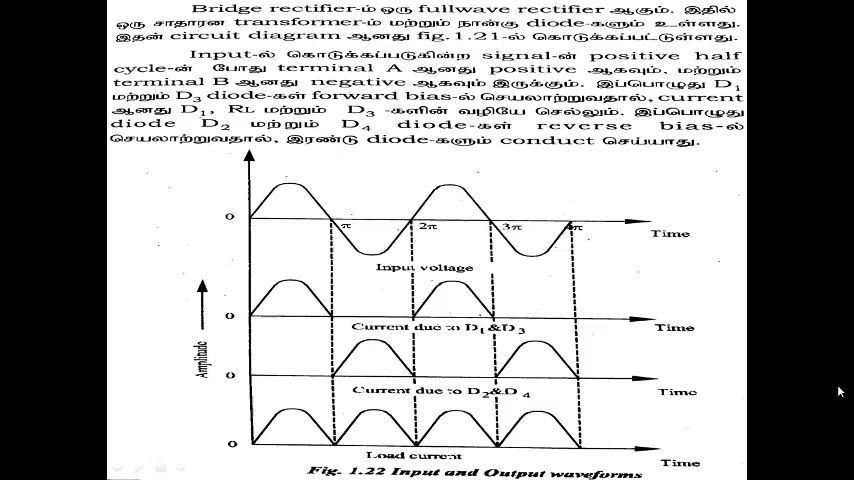 Bridge rectifier-ம் ஒரு fullwave rectifier ஆகும். இதில்
ஒரு சாதாரன transformer-ம் மற்றும் நான்கு diode-களும் உள்ளது.
இதன் circuit diagram ஆனது fig.1.21-ல் கொடுக்கப்பட்டுள்ளது.
Input-ல் கொடுக்கப்படுகின்ற signal-ன் positive half
cycle-ன் போது terminal A ஆனது positive ஆகவும், மற்றும்
terminal B ஆனது negative ஆகவும் இருக்கும். இப்பொழுது D1
மற்றும் D3 diode-கள் forward bias-ல் செயலாற்றுவதால், current
ஆனது D1, RL மற்றும் D3 -களின் வழியே செல்லும். இப்பொழுது
diode D2 மற்றும் D4 diode-கள் reverse bias-ல்
செயலாற்றுவதால், இரண்டு diode-களும் conduct செய்யாது.
0 π 2π 3π 4π Time
Input voltage
0 Time
Current due to D1&D3
Amplitude
0 Time
Current due to D2&D4
0 Time
Load current
Fig. 1.22 Input and Output waveforms